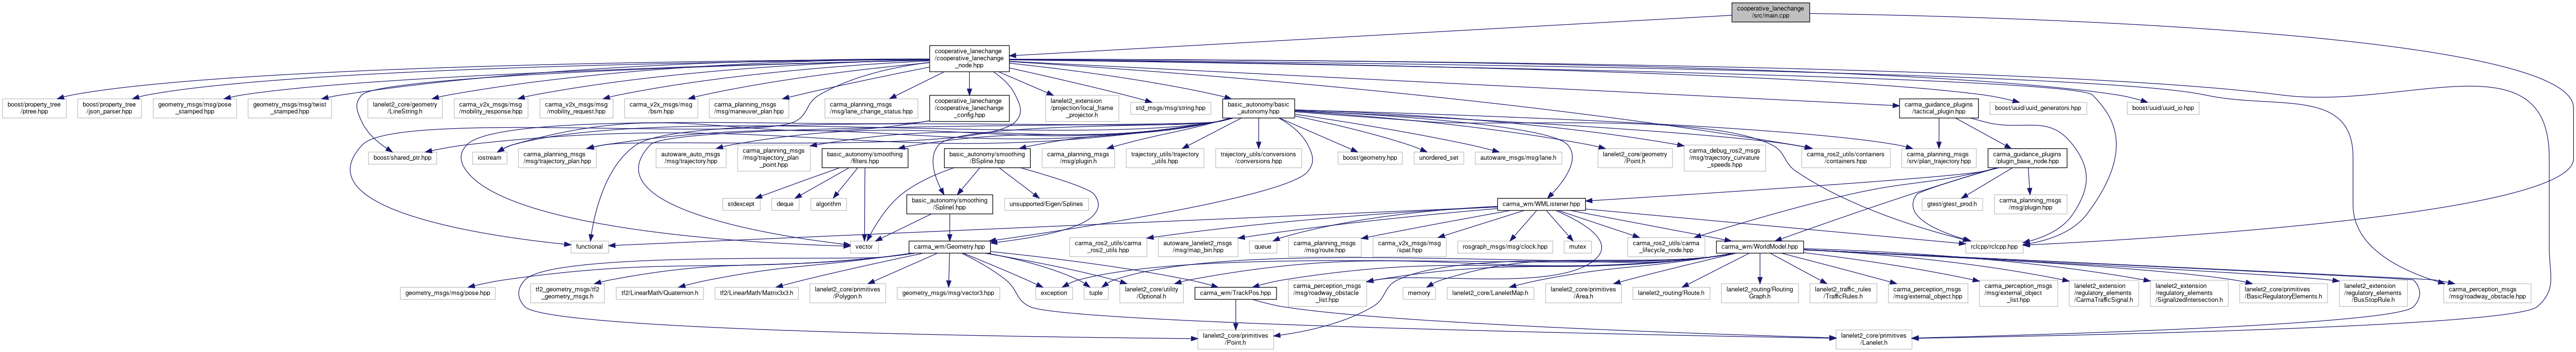 cooperative_lanechange
/src/main.cpp
cooperative_lanechange
/cooperative_lanechange
_node.hpp
boost/property_tree
/ptree.hpp
boost/property_tree
/json_parser.hpp
geometry_msgs/msg/pose
_stamped.hpp
geometry_msgs/msg/twist
_stamped.hpp
lanelet2_core/geometry
/LineString.h
carma_v2x_msgs/msg
/mobility_response.hpp
carma_v2x_msgs/msg
/mobility_request.hpp
carma_v2x_msgs/msg
/bsm.hpp
carma_planning_msgs
/msg/maneuver_plan.hpp
carma_planning_msgs
/msg/lane_change_status.hpp
cooperative_lanechange
/cooperative_lanechange
_config.hpp
lanelet2_extension
/projection/local_frame
_projector.h
std_msgs/msg/string.hpp
basic_autonomy/basic
_autonomy.hpp
carma_guidance_plugins
/tactical_plugin.hpp
boost/uuid/uuid_generators.hpp
boost/uuid/uuid_io.hpp
boost/shared_ptr.hpp
iostream
carma_planning_msgs
/msg/trajectory_plan.hpp
autoware_auto_msgs
/msg/trajectory.hpp
carma_planning_msgs
/msg/trajectory_plan
_point.hpp
basic_autonomy/smoothing
/filters.hpp
basic_autonomy/smoothing
/BSpline.hpp
carma_planning_msgs
/msg/plugin.hpp
trajectory_utils/trajectory
_utils.hpp
trajectory_utils/conversions
/conversions.hpp
boost/geometry.hpp
unordered_set
autoware_msgs/msg/lane.h
lanelet2_core/geometry
/Point.h
carma_debug_ros2_msgs
/msg/trajectory_curvature
_speeds.hpp
carma_ros2_utils/containers
/containers.hpp
carma_planning_msgs
/srv/plan_trajectory.hpp
carma_guidance_plugins
/plugin_base_node.hpp
stdexcept
deque
algorithm
basic_autonomy/smoothing
/SplineI.hpp
unsupported/Eigen/Splines
carma_wm/WMListener.hpp
gtest/gtest_prod.h
carma_planning_msgs
/msg/plugin.hpp
functional
vector
carma_wm/Geometry.hpp
carma_ros2_utils/carma
_ros2_utils.hpp
autoware_lanelet2_msgs
/msg/map_bin.hpp
queue
carma_planning_msgs
/msg/route.hpp
carma_v2x_msgs/msg
/spat.hpp
rosgraph_msgs/msg/clock.hpp
mutex
carma_ros2_utils/carma
_lifecycle_node.hpp
carma_wm/WorldModel.hpp
rclcpp/rclcpp.hpp
geometry_msgs/msg/pose.hpp
tf2_geometry_msgs/tf2
_geometry_msgs.h
tf2/LinearMath/Quaternion.h
tf2/LinearMath/Matrix3x3.h
lanelet2_core/primitives
/Polygon.h
geometry_msgs/msg/vector3.hpp
exception
tuple
lanelet2_core/utility
/Optional.h
carma_wm/TrackPos.hpp
carma_perception_msgs
/msg/roadway_obstacle
_list.hpp
memory
lanelet2_core/LaneletMap.h
lanelet2_core/primitives
/Area.h
lanelet2_routing/Route.h
lanelet2_routing/Routing
Graph.h
lanelet2_traffic_rules
/TrafficRules.h
carma_perception_msgs
/msg/external_object.hpp
carma_perception_msgs
/msg/external_object
_list.hpp
lanelet2_extension
/regulatory_elements
/CarmaTrafficSignal.h
lanelet2_extension
/regulatory_elements
/SignalizedIntersection.h
lanelet2_core/primitives
/BasicRegulatoryElements.h
lanelet2_extension
/regulatory_elements
/BusStopRule.h
carma_perception_msgs
/msg/roadway_obstacle.hpp
lanelet2_core/primitives
/Point.h
lanelet2_core/primitives
/Lanelet.h